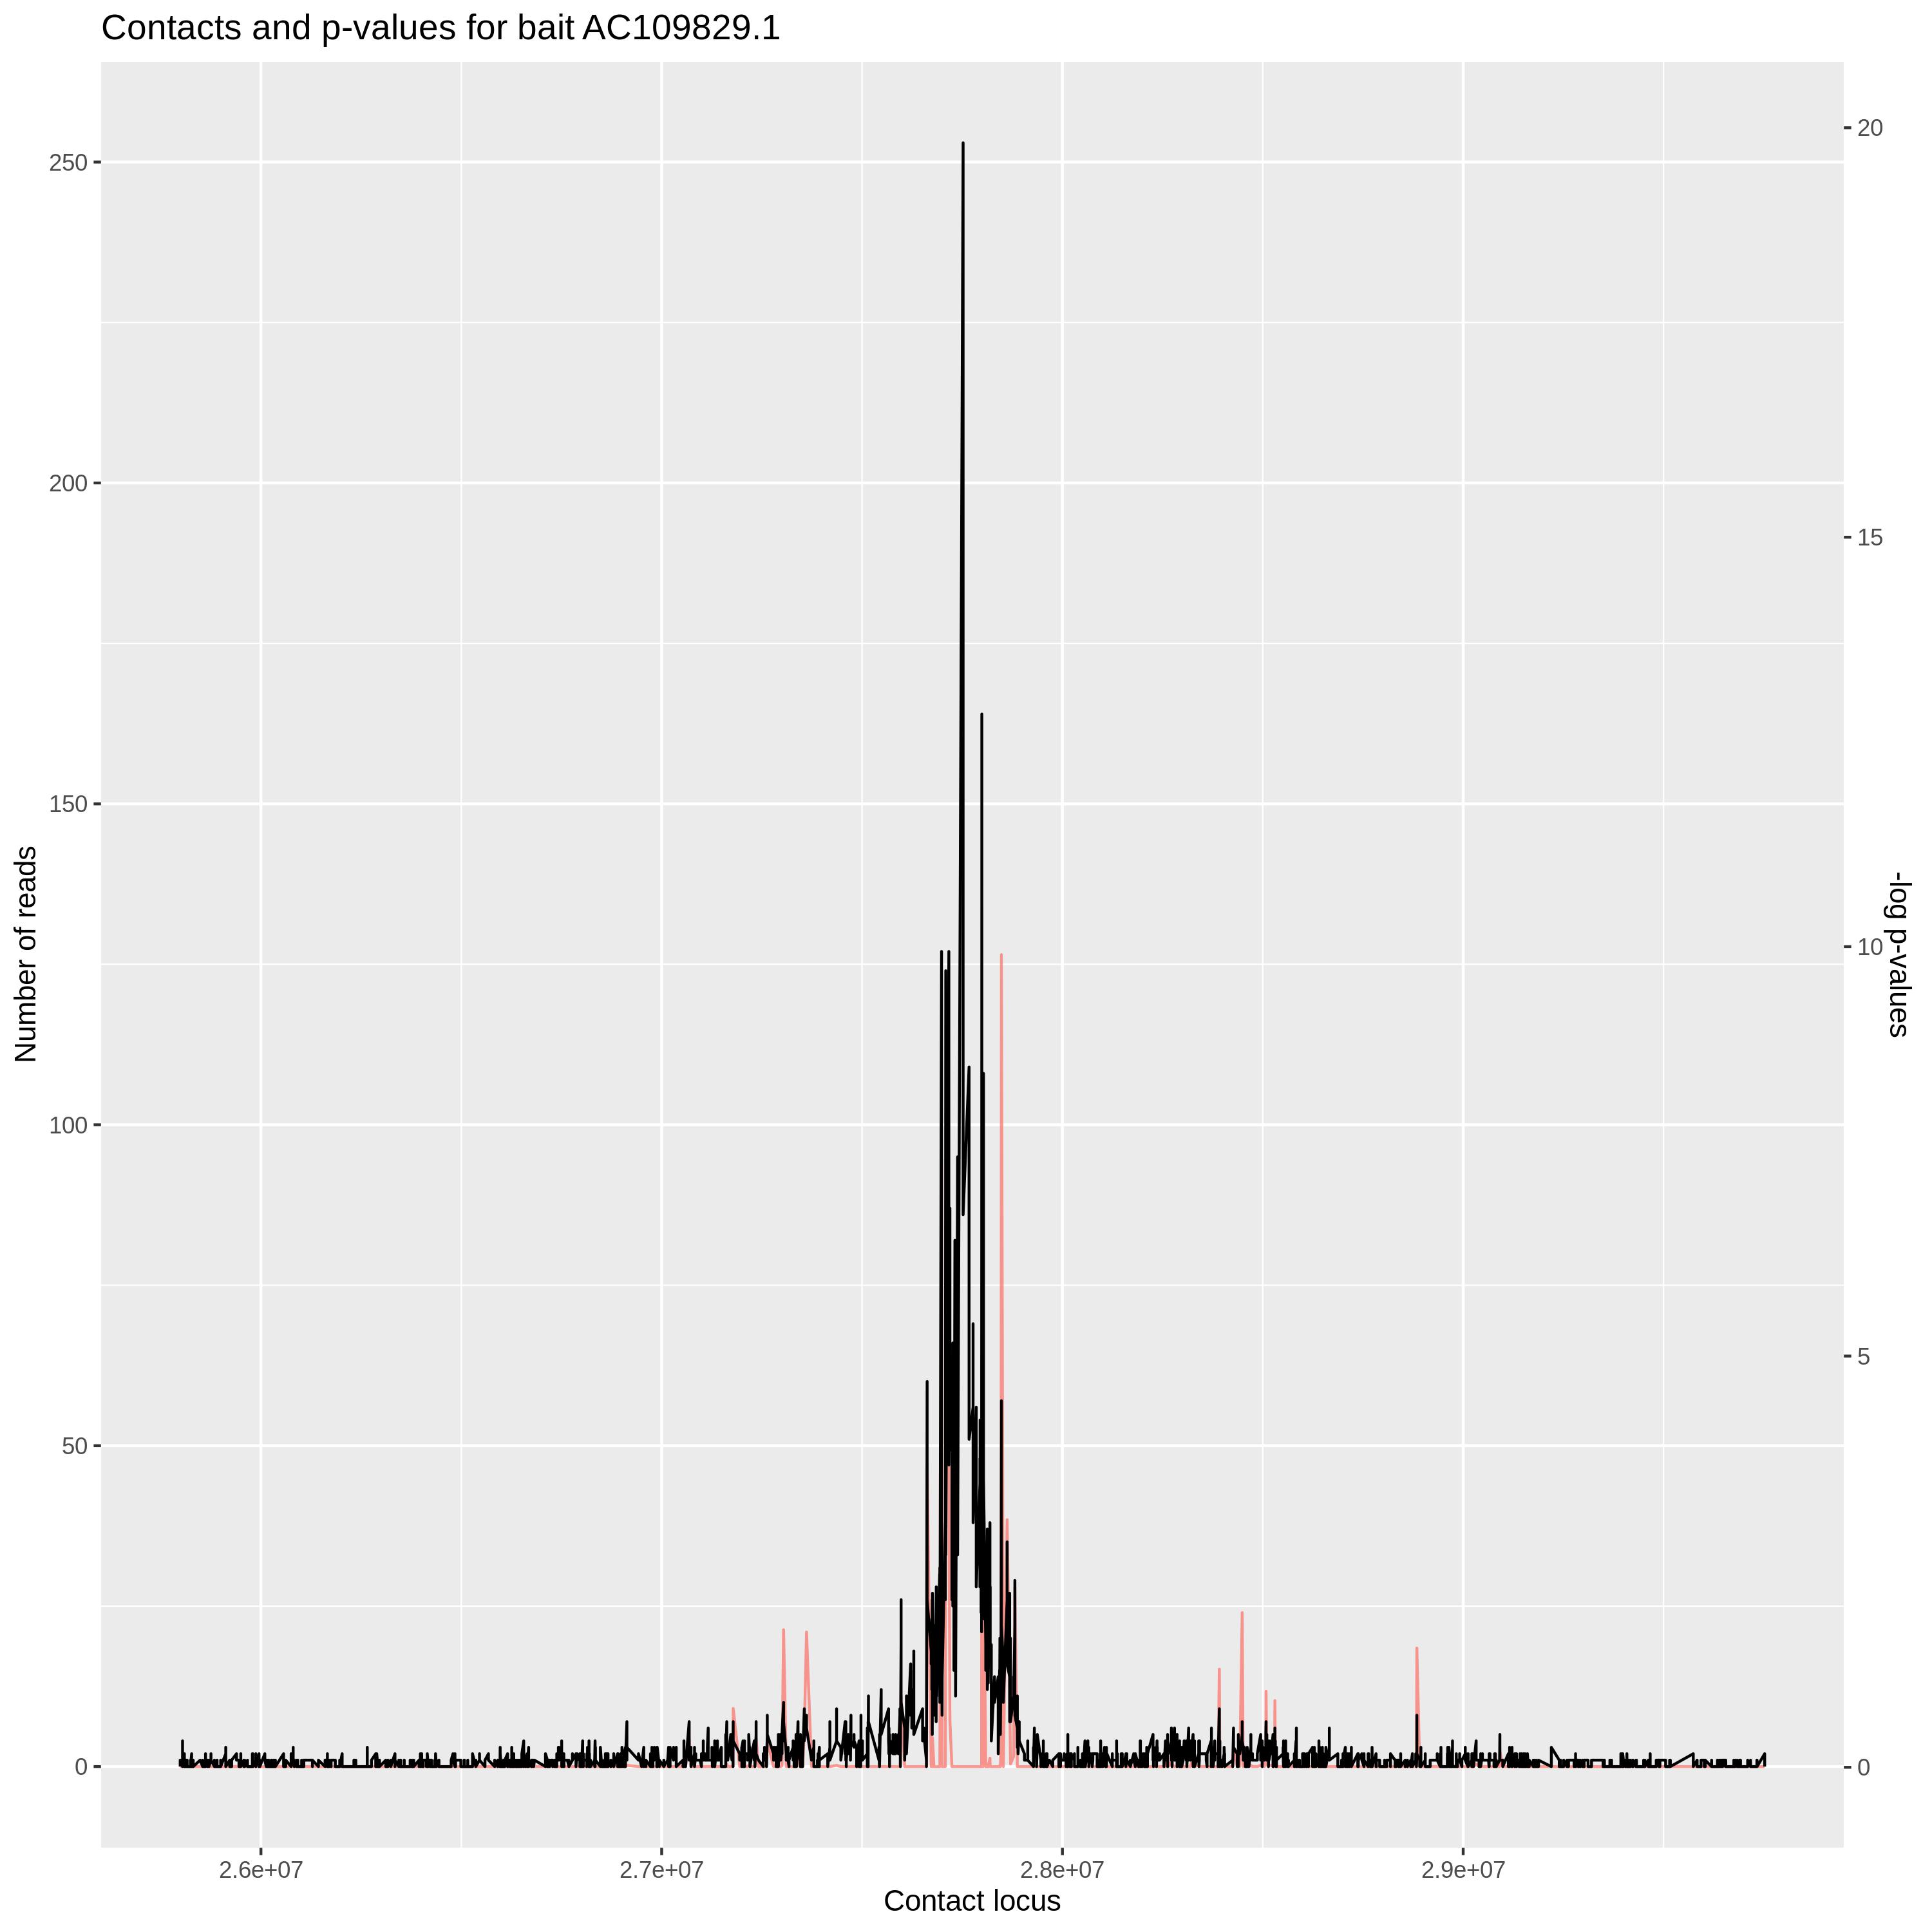 Contacts and p-values for bait AC109829.1
250
200
150
100
50
0
Number of reads
20
15
10
5
0
-log p-values
2.6e+07
2.7e+07
2.8e+07
2.9e+07
Contact locus